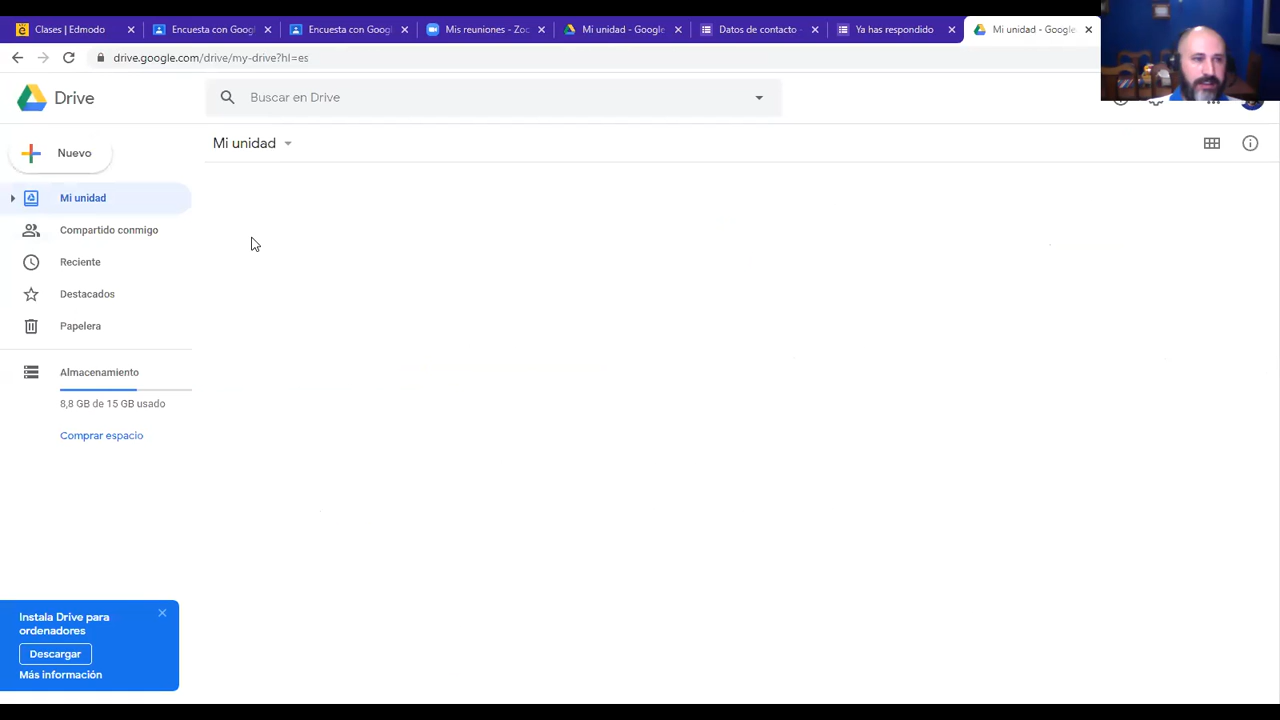 Clases | Edmodo
Encuesta con Googl
Encuesta con Googl
Mis reuniones - Zoo
Mi unidad - Google
Datos de contacto -
Ya has respondido
Mi unidad - Google
drive.google.com/drive/my-drive?hl=es
Drive
Buscar en Drive
Nuevo
Mi unidad
Mi unidad
Compartido conmigo
Reciente
Destacados
Papelera
Almacenamiento
8,8 GB de 15 GB usado
Comprar espacio
Instala Drive para
ordenadores
Descargar
Más información